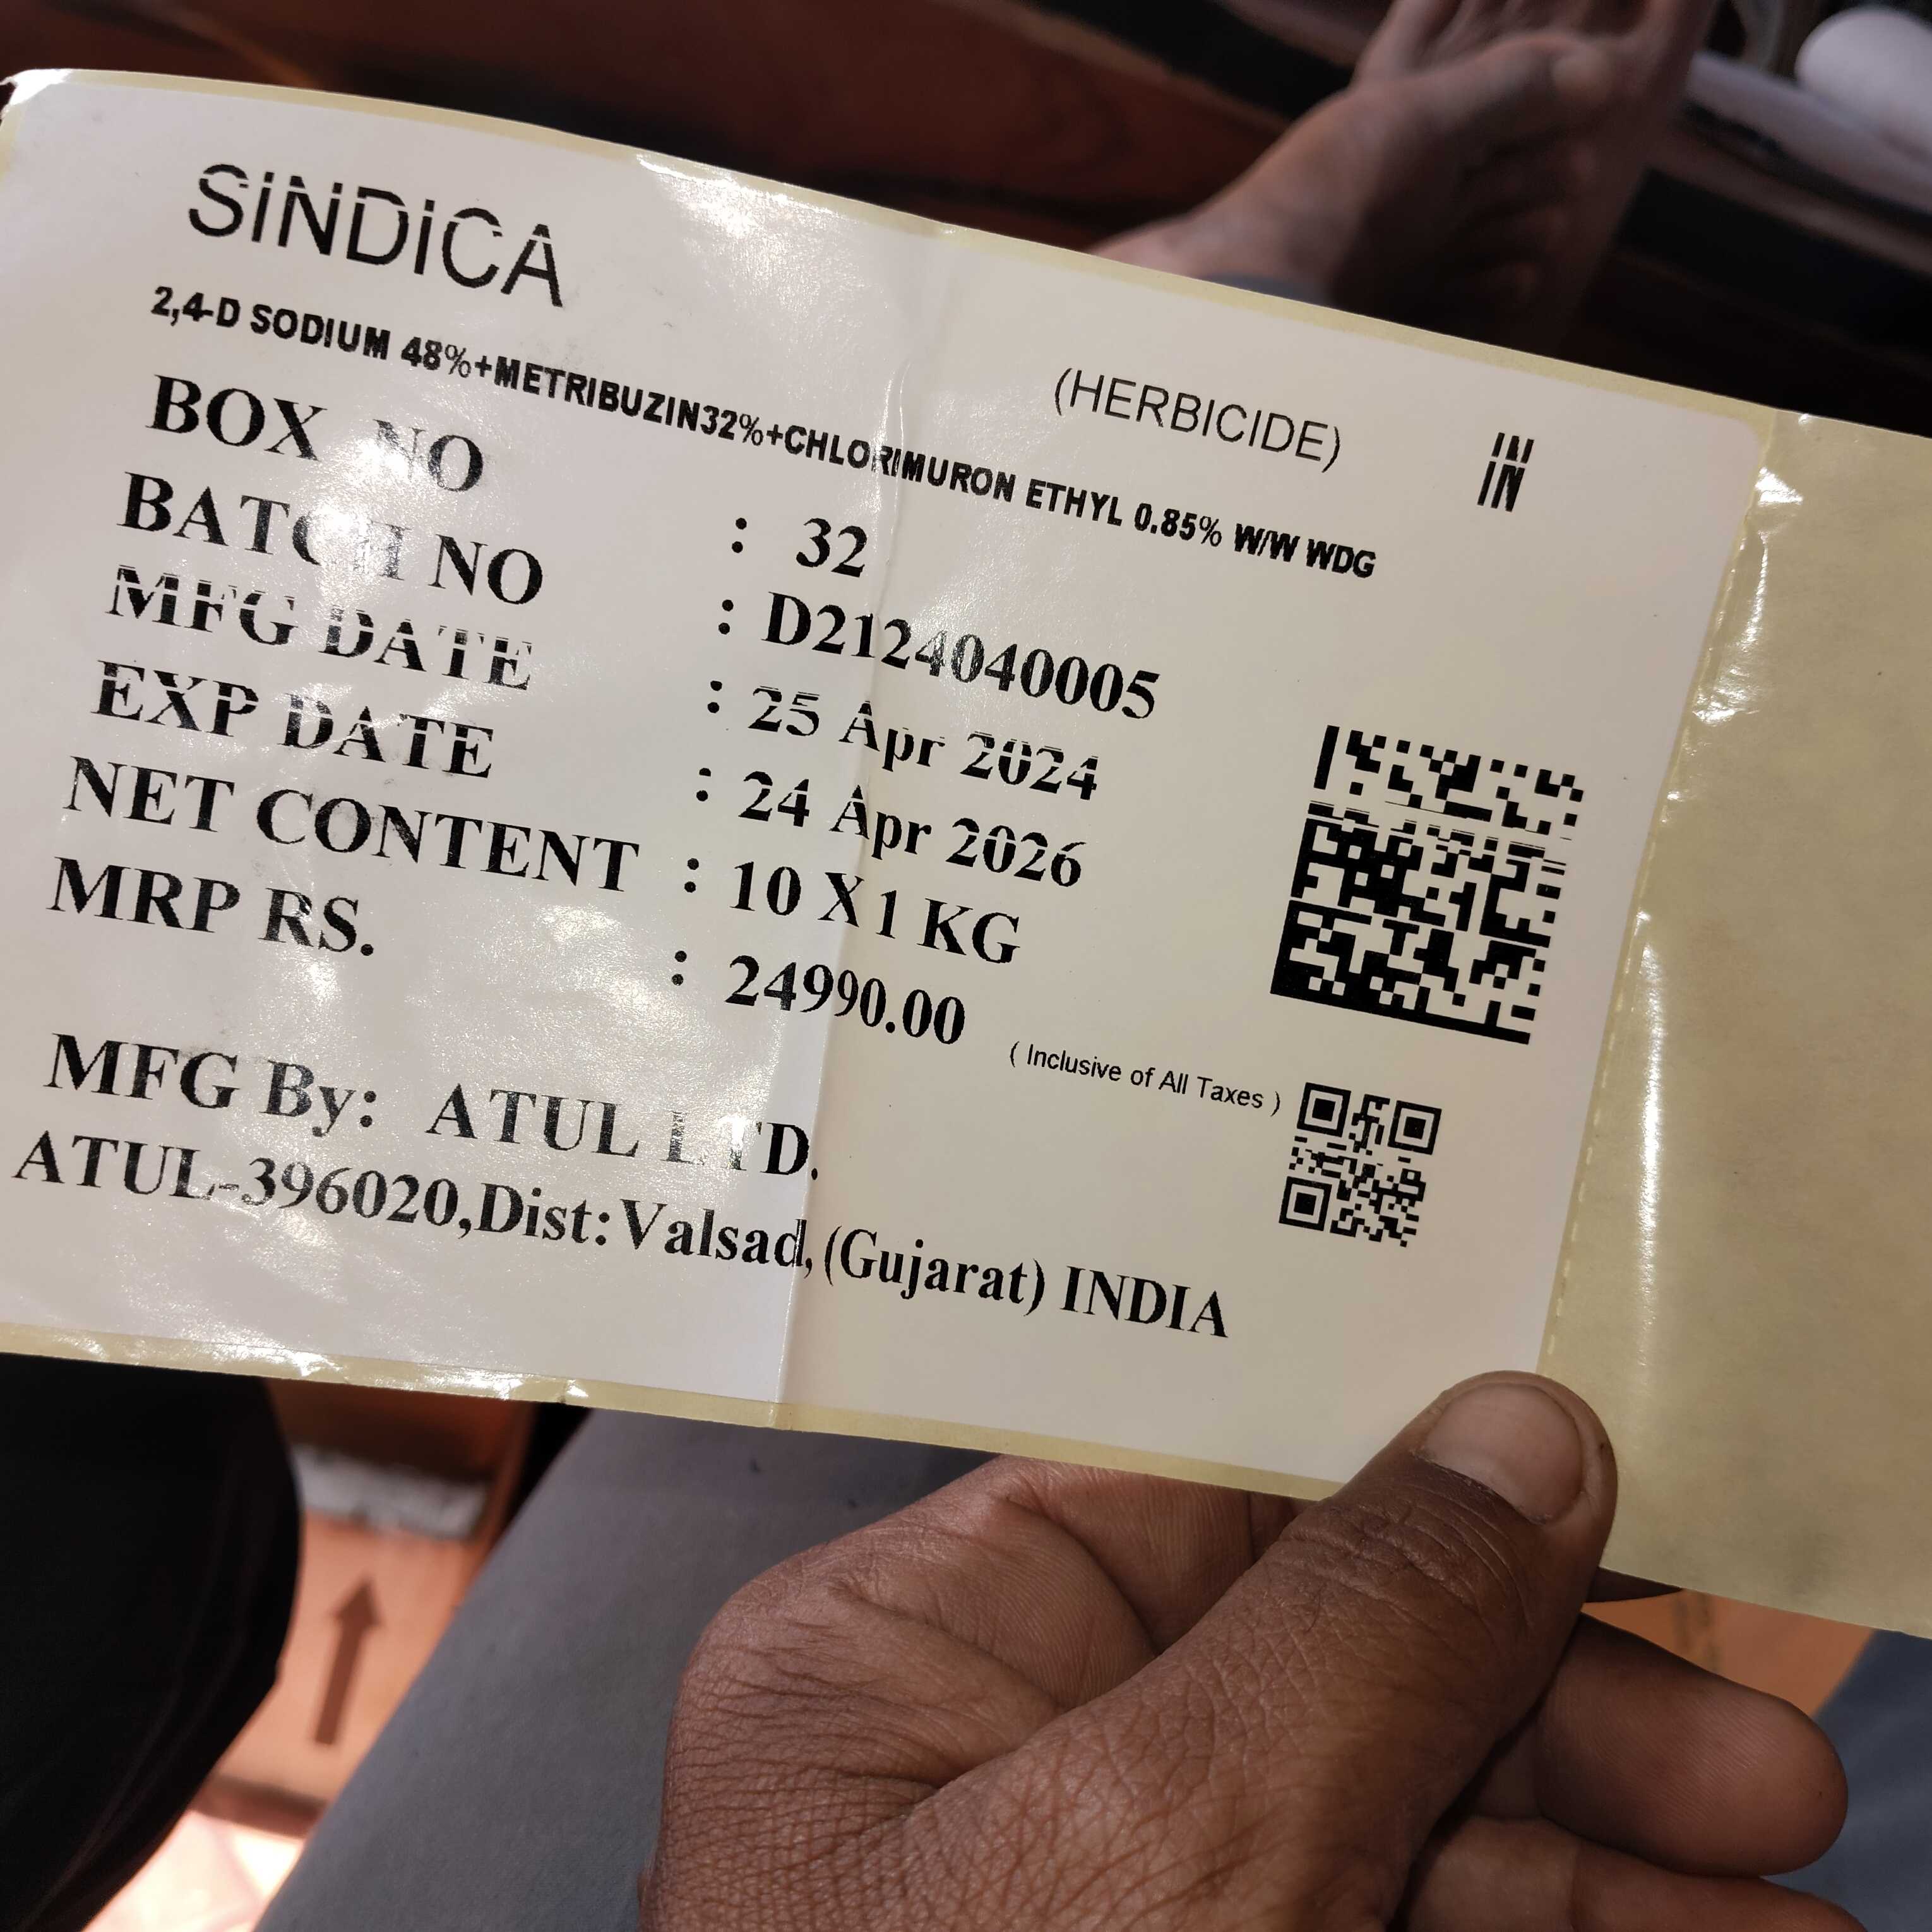 SiNDiCA
(HERBICIDE)
IN
2,4-D SODIUM 48%+METRIBUZIN32%+CHLORIMURON ETHYL 0.85% W/W WDG
BOX NO : 32
BATCH NO : D2124040005
MFG DATE : 25 Apr 2024
EXP DATE : 24 Apr 2026
NET CONTENT : 10 X 1 KG
MRP RS. : 24990.00
( Inclusive of All Taxes )
MFG By: ATUL LTD.
ATUL-396020,Dist:Valsad,(Gujarat) INDIA